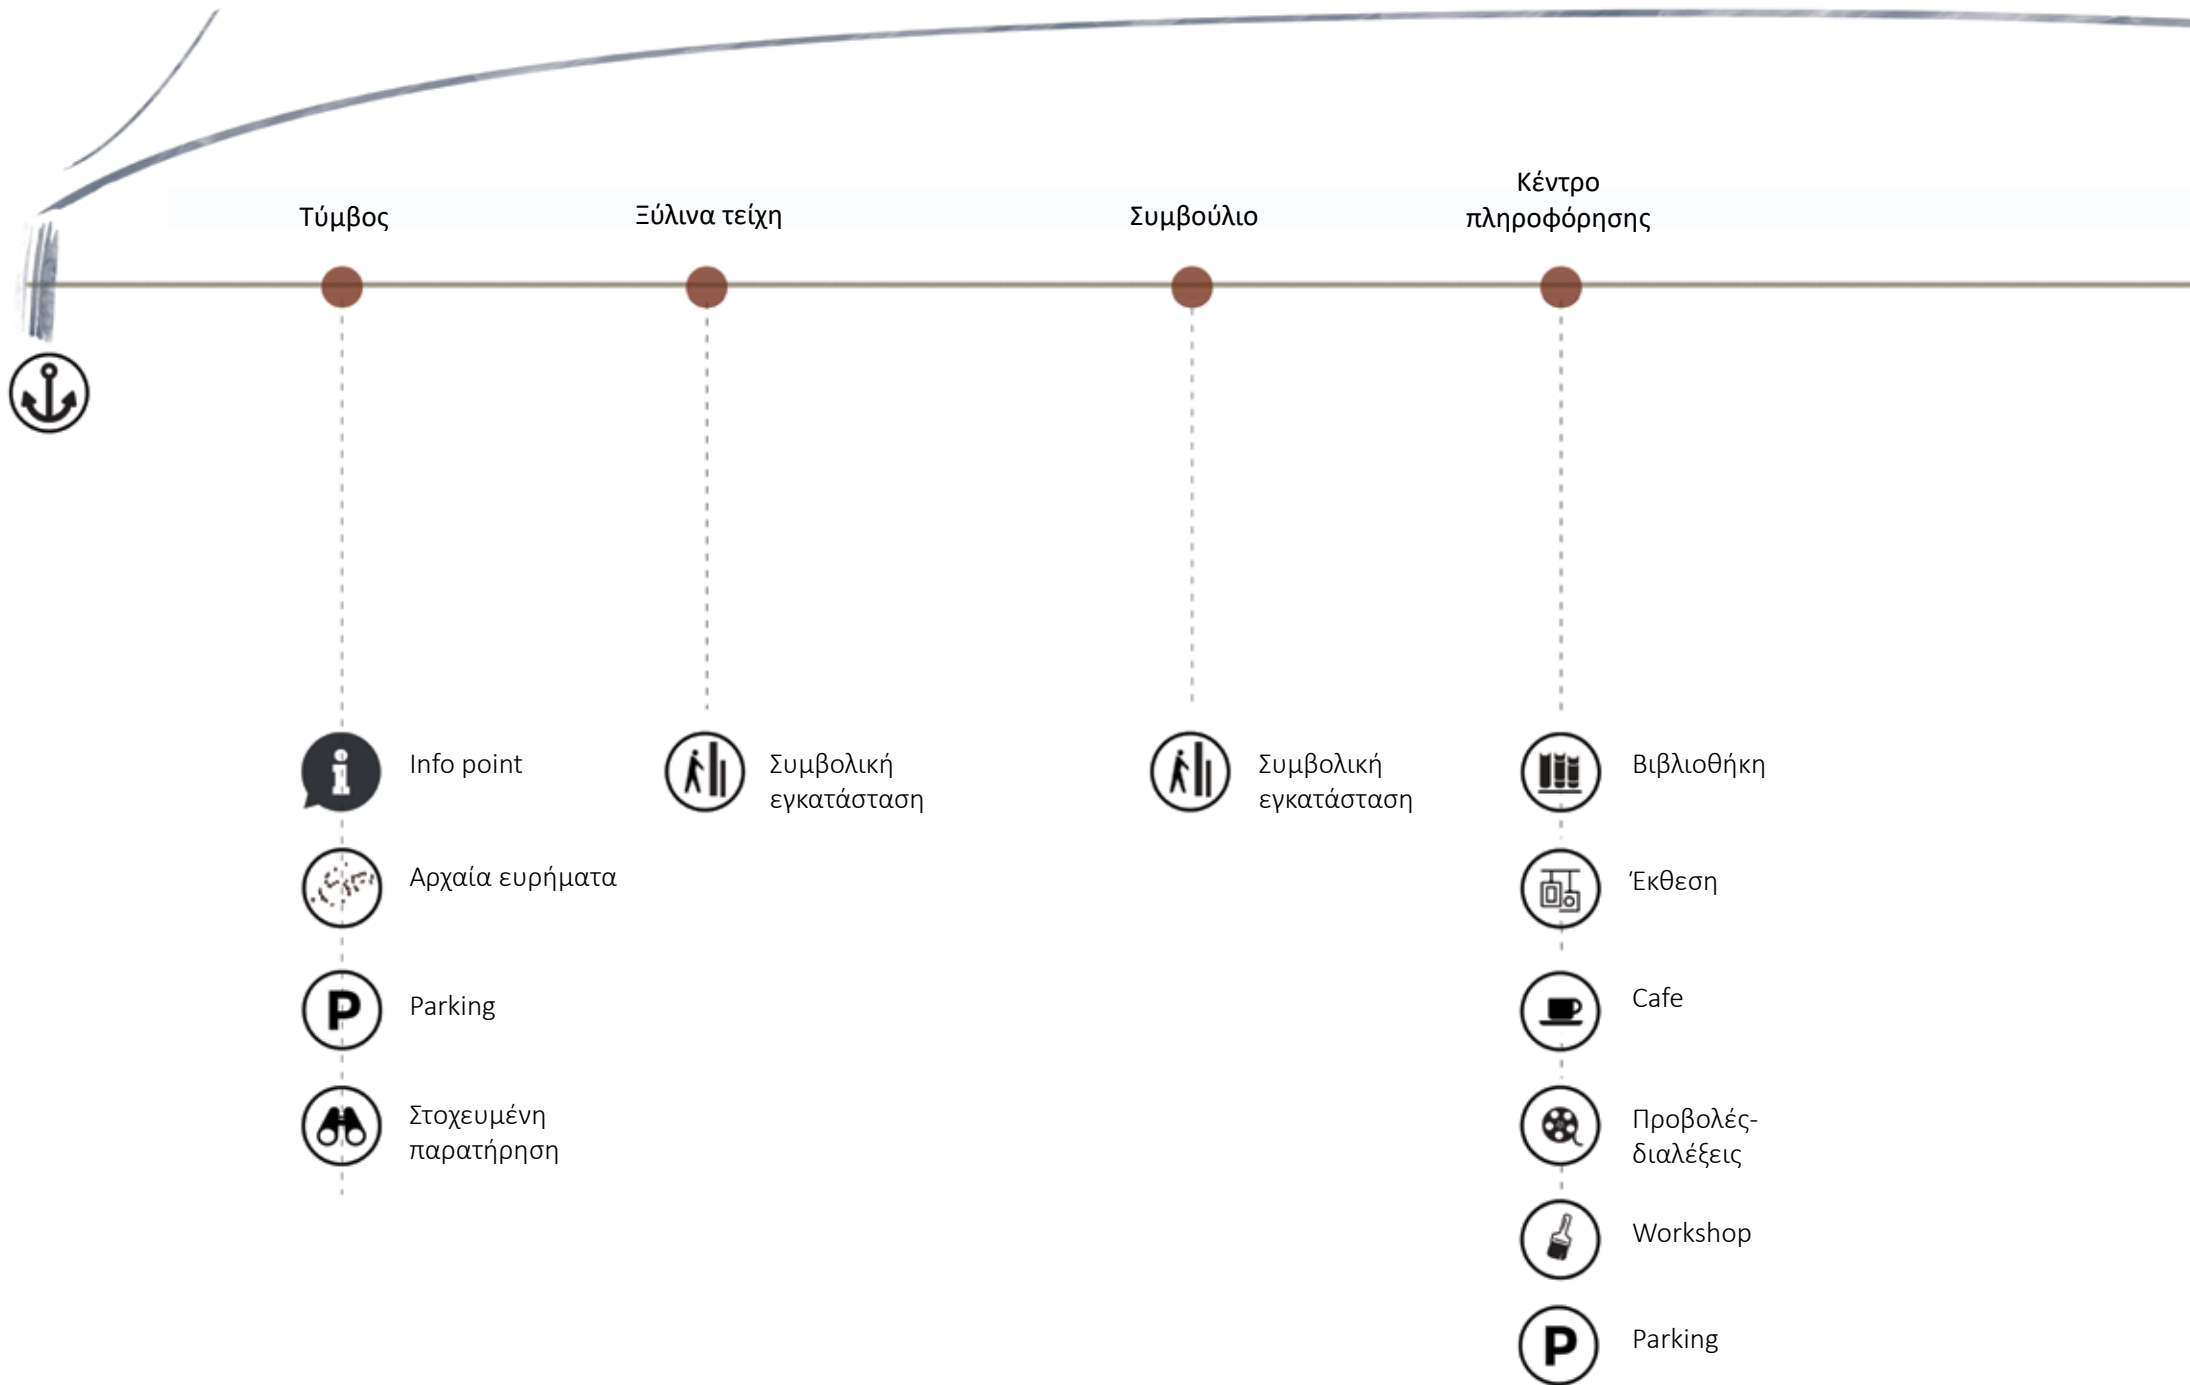 Τύμβος
Ξύλινα τείχη
Συμβούλιο
Κέντρο
πληροφόρησης
Info point
Αρχαία ευρήματα
P
Parking
Στοχευμένη
παρατήρηση
Συμβολική
εγκατάσταση
Συμβολική
εγκατάσταση
Βιβλιοθήκη
Έκθεση
Cafe
Προβολές-
διαλέξεις
Workshop
P
Parking